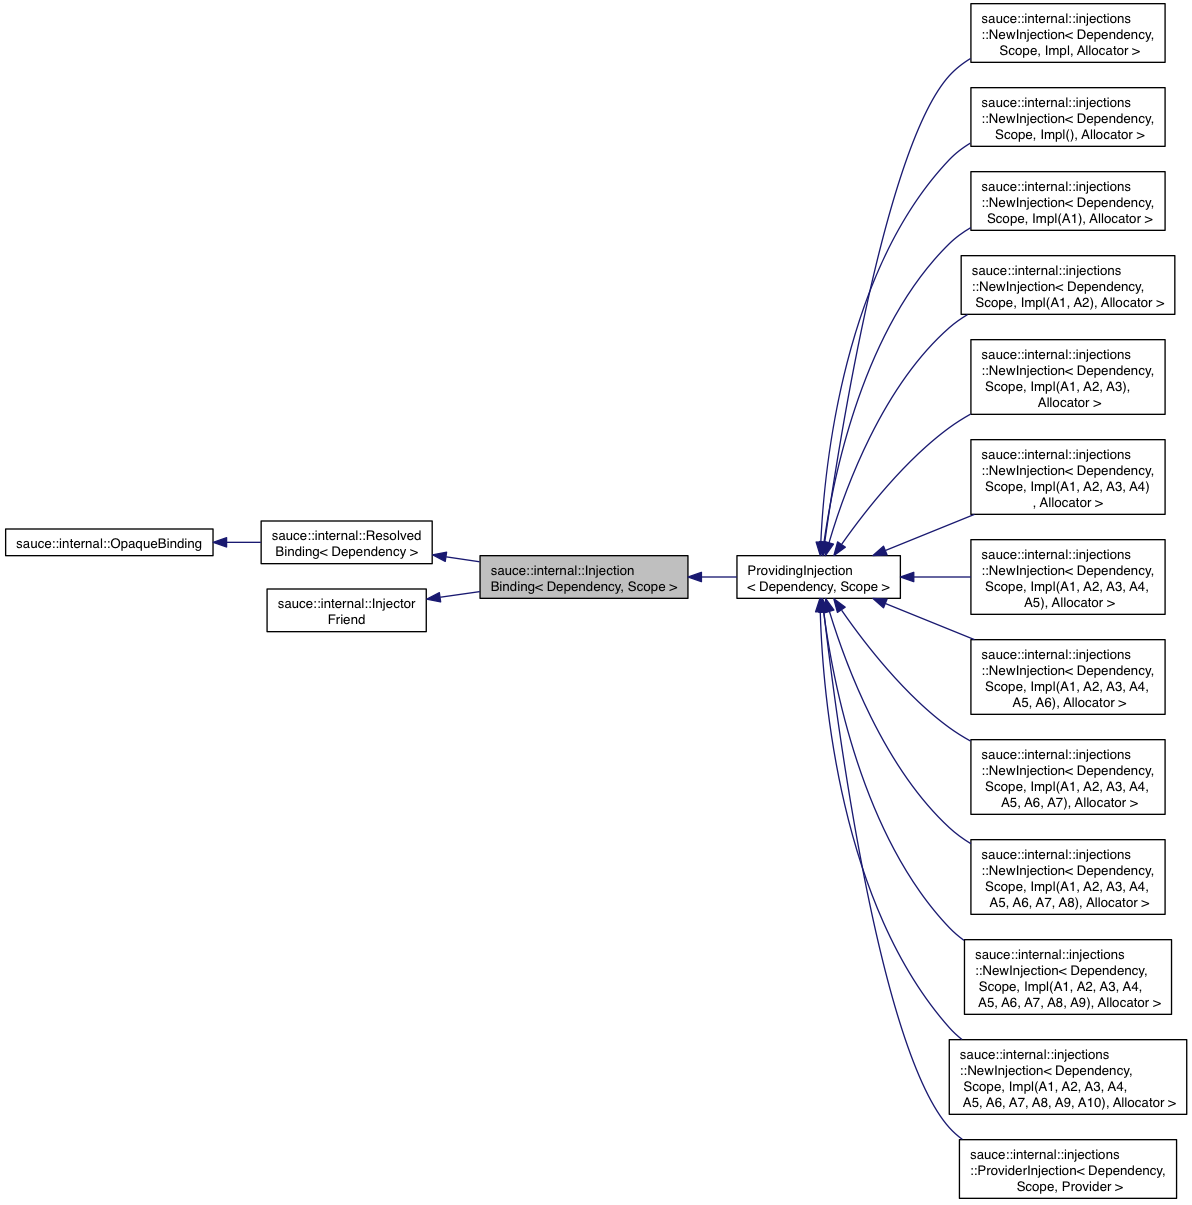 sauce::internal::OpaqueBinding
sauce::internal::Resolved
Binding< Dependency >
sauce::internal::Injector
Friend
sauce::internal::Injection
Binding< Dependency, Scope >
ProvidingInjection
< Dependency, Scope >
sauce::internal::injections
::NewInjection< Dependency,
Scope, Impl, Allocator >
sauce::internal::injections
::NewInjection< Dependency,
Scope, Impl(), Allocator >
sauce::internal::injections
::NewInjection< Dependency,
Scope, Impl(A1), Allocator >
sauce::internal::injections
::NewInjection< Dependency,
Scope, Impl(A1, A2), Allocator >
sauce::internal::injections
::NewInjection< Dependency,
Scope, Impl(A1, A2, A3),
Allocator >
sauce::internal::injections
::NewInjection< Dependency,
Scope, Impl(A1, A2, A3, A4)
, Allocator >
sauce::internal::injections
::NewInjection< Dependency,
Scope, Impl(A1, A2, A3, A4,
A5), Allocator >
sauce::internal::injections
::NewInjection< Dependency,
Scope, Impl(A1, A2, A3, A4,
A5, A6), Allocator >
sauce::internal::injections
::NewInjection< Dependency,
Scope, Impl(A1, A2, A3, A4,
A5, A6, A7), Allocator >
sauce::internal::injections
::NewInjection< Dependency,
Scope, Impl(A1, A2, A3, A4,
A5, A6, A7, A8), Allocator >
sauce::internal::injections
::NewInjection< Dependency,
Scope, Impl(A1, A2, A3, A4,
A5, A6, A7, A8, A9), Allocator >
sauce::internal::injections
::NewInjection< Dependency,
Scope, Impl(A1, A2, A3, A4,
A5, A6, A7, A8, A9, A10), Allocator >
sauce::internal::injections
::ProviderInjection< Dependency,
Scope, Provider >